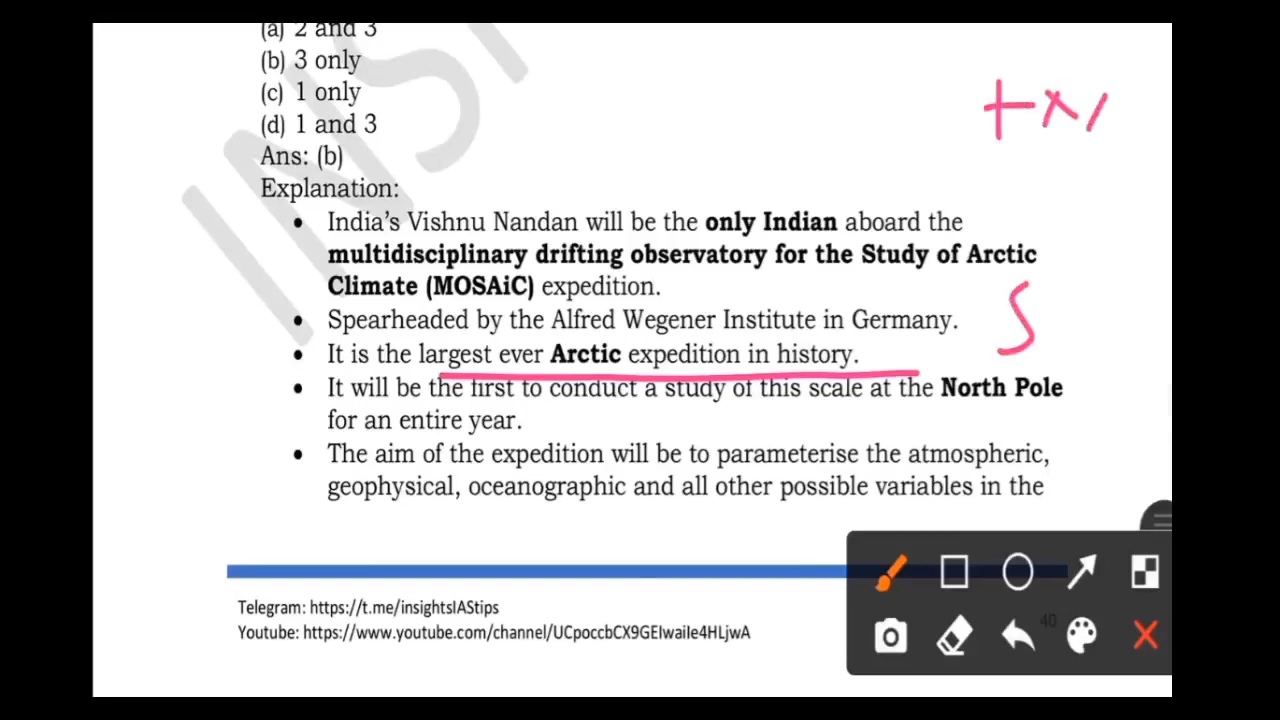 (a) 2 and 3
(b) 3 only
(c) 1 only
(d) 1 and 3
Ans: (b)
Explanation:
• India's Vishnu Nandan will be the only Indian aboard the
multidisciplinary drifting observatory for the Study of Arctic
Climate (MOSAiC) expedition.
• Spearheaded by the Alfred Wegener Institute in Germany.
• It is the largest ever Arctic expedition in history.
• It will be the first to conduct a study of this scale at the North Pole
for an entire year.
• The aim of the expedition will be to parameterise the atmospheric,
geophysical, oceanographic and all other possible variables in the
Telegram: https://t.me/insightsIAStips
Youtube: https://www.youtube.com/channel/UCpoccbCX9GEIwaiIe4HLjwA
40
INSI